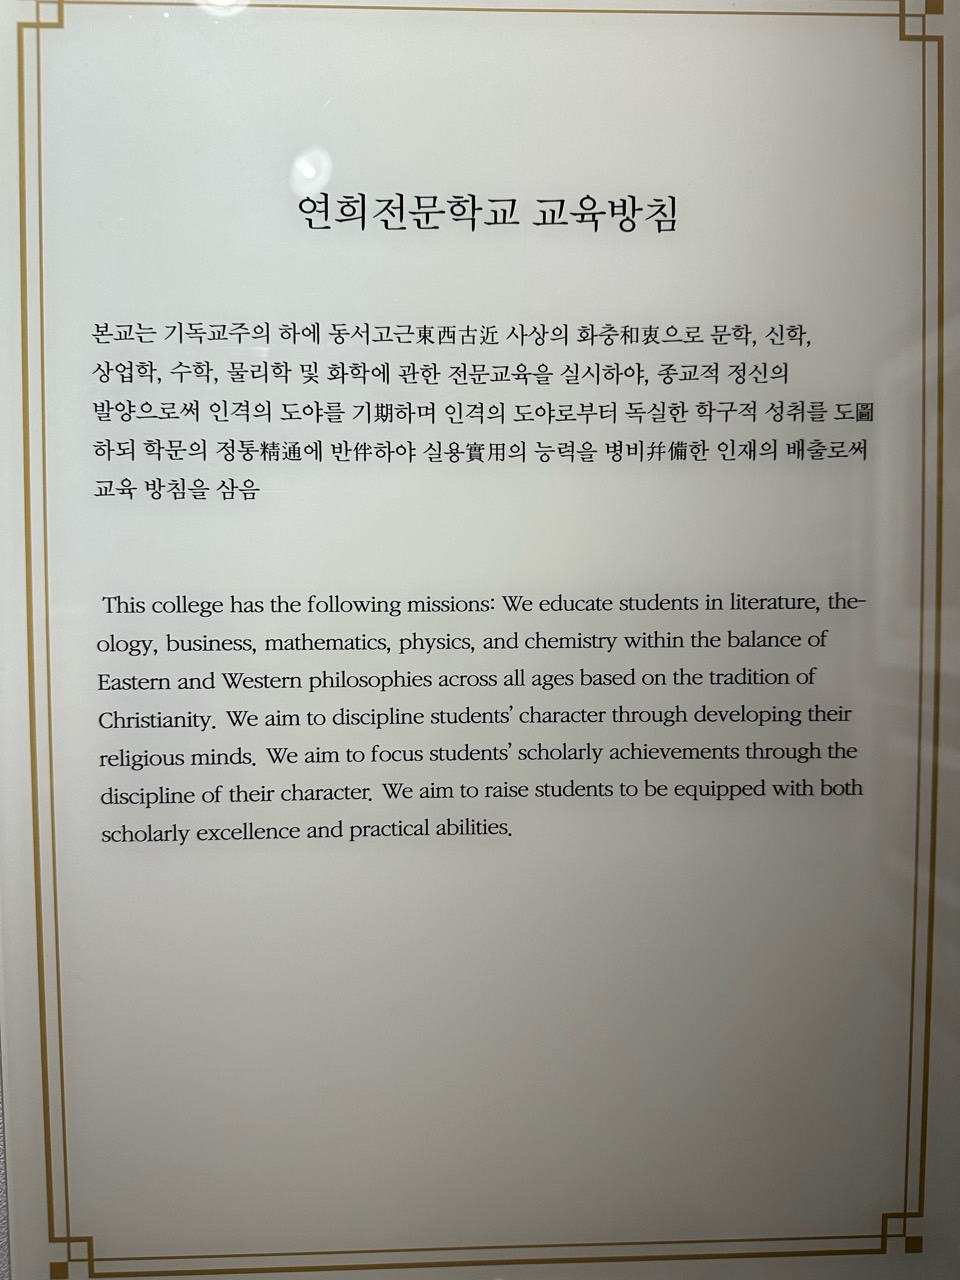 연희전문학교 교육방침
본교는 기독교주의 하에 동서고근東西古近 사상의 화충和衷으로 문학, 신학,
상업학, 수학, 물리학 및 화학에 관한 전문교육을 실시하야, 종교적 정신의
발양으로써 인격의 도야를 기期하며 인격의 도야로부터 독실한 학구적 성취를 도圖
하되 학문의 정통精通에 반伴하야 실용實用의 능력을 병비幷備한 인재의 배출로써
교육 방침을 삼음
This college has the following missions: We educate students in literature, the-
ology, business, mathematics, physics, and chemistry within the balance of
Eastern and Western philosophies across all ages based on the tradition of
Christianity. We aim to discipline students' character through developing their
religious minds. We aim to focus students' scholarly achievements through the
discipline of their character. We aim to raise students to be equipped with both
scholarly excellence and practical abilities.